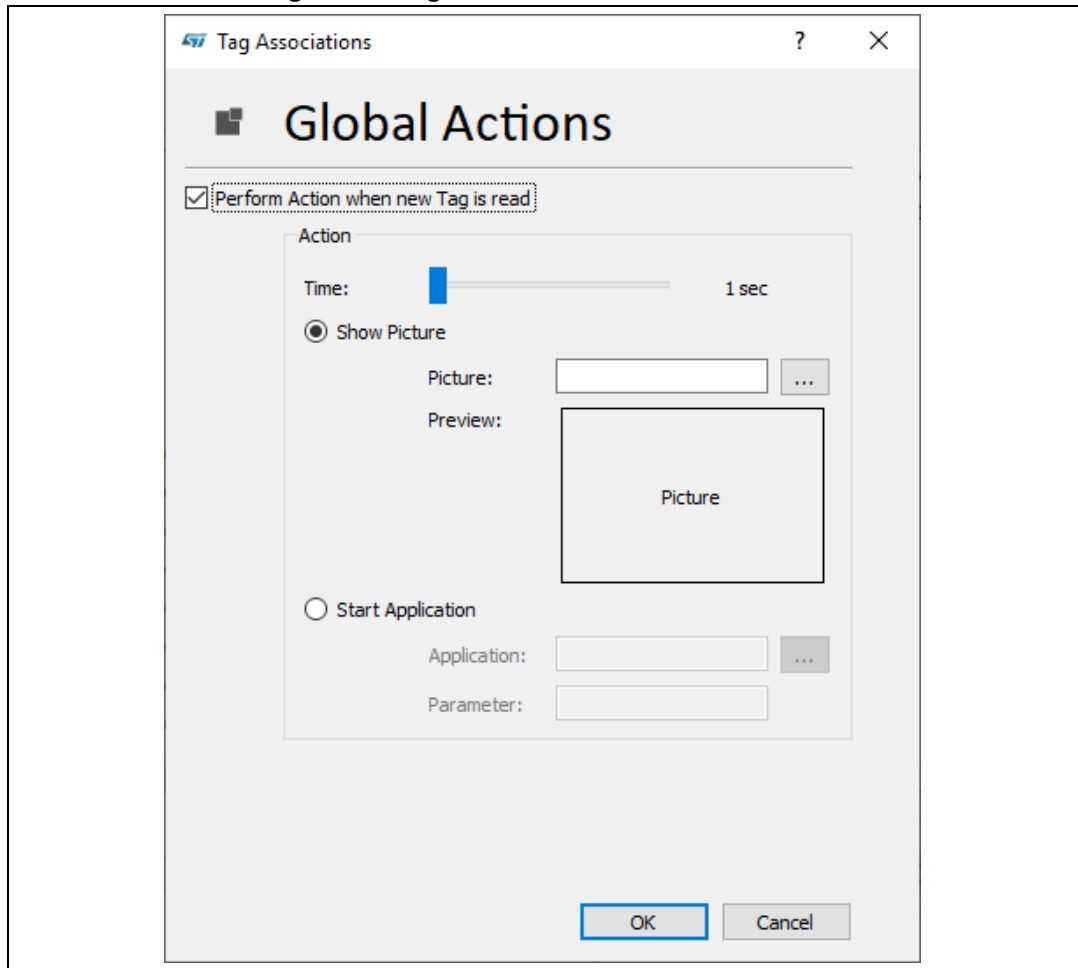 Tag Associations ?
Global Actions
Perform Action when new Tag is read
Action
Time: 1 sec
Show Picture
Picture: ...
Preview:
Picture
Start Application
Application: ...
Parameter:
OK Cancel